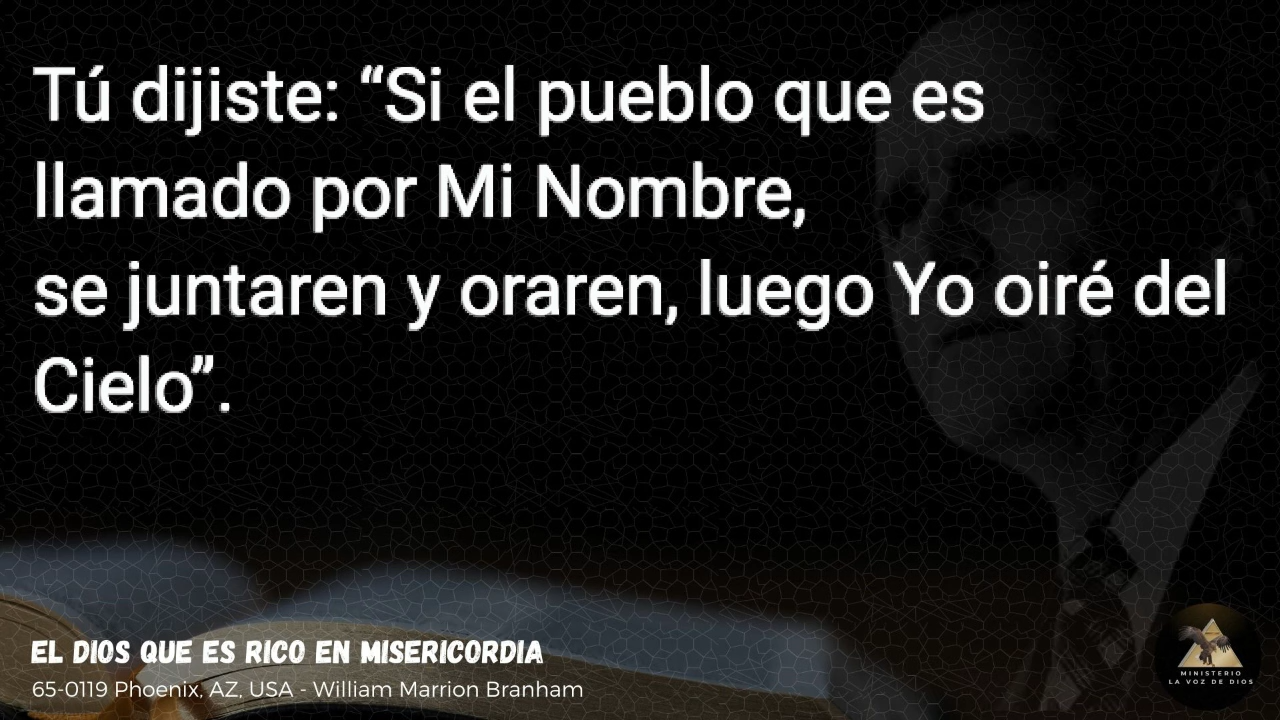 Tú dijiste: “Si el pueblo que es
llamado por Mi Nombre,
se juntaren y oraren, luego Yo oiré del
Cielo”.
EL DIOS QUE ES RICO EN MISERICORDIA
65-0119 Phoenix, AZ, USA - William Marrion Branham
MINISTERIO
LA VOZ DE DIOS